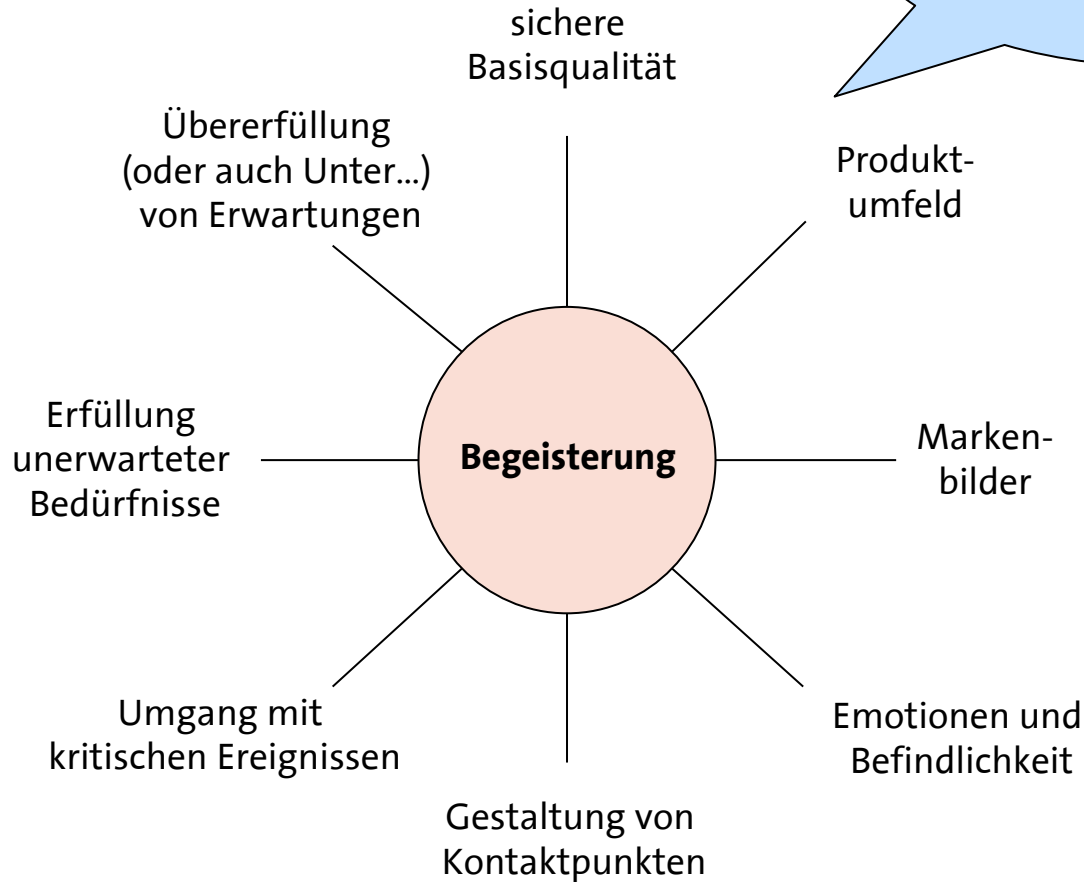 sichere
Basisqualität
Übererfüllung
(oder auch Unter...)
von Erwartungen
Produkt-
umfeld
Erfüllung
unerwarteter
Bedürfnisse
Begeisterung
Marken-
bilder
Umgang mit
kritischen Ereignissen
Emotionen und
Befindlichkeit
Gestaltung von
Kontaktpunkten